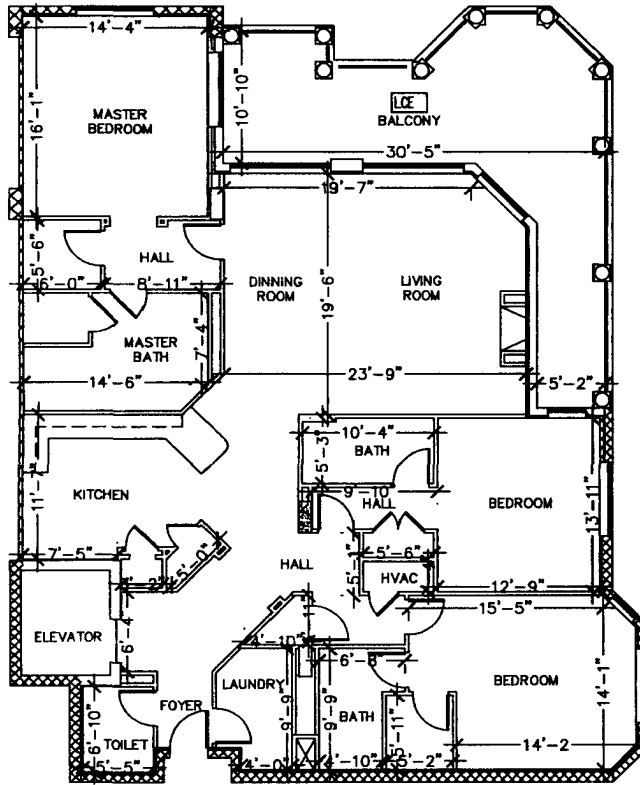 14'-4"
10'-10"
LCE
BALCONY
MASTER
BEDROOM
16'-1"
30'-5"
19'-7"
5'-6"
HALL
6'-0"
8'-11"
DINNING
ROOM
LIVING
ROOM
19'-6"
MASTER
BATH
7'-4"
14'-6"
23'-9"
5'-2"
10'-4"
BATH
5'-3"
9'-10"
HALL
KITCHEN
BEDROOM
13'-11"
7'-5"
5'-0"
HALL
5'-6"
HVAC
12'-9"
15'-5"
ELEVATOR
6'-4
4'-10"
6'-8"
LAUNDRY
BEDROOM
14'-1"
FOYER
6'-10"
TOILET
5'-5"
9'-9"
9'-9"
BATH
5'-11"
14'-2
4'-0"
4'-10"
5'-2"